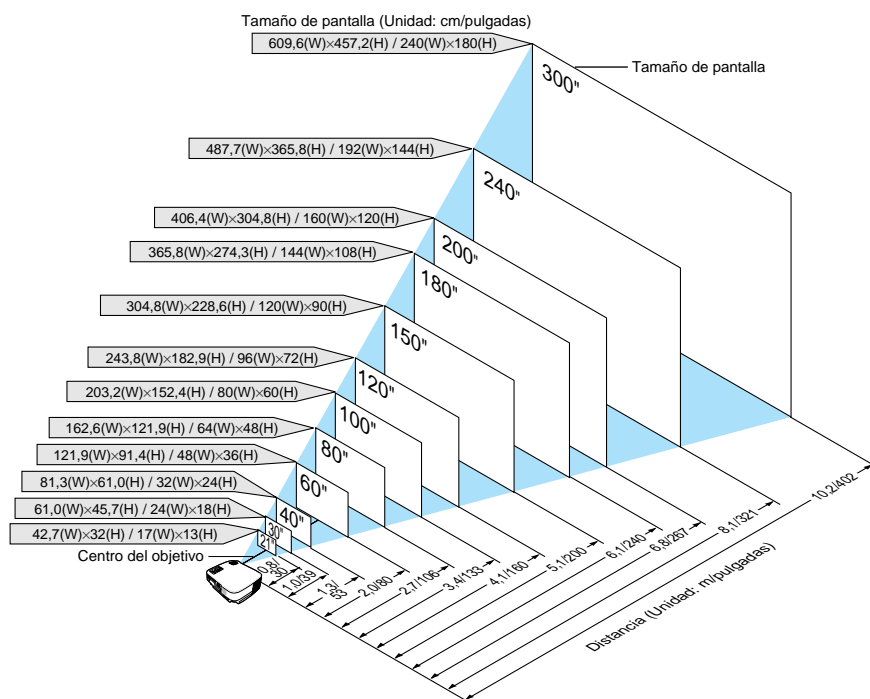 Tamaño de pantalla (Unidad: cm/pulgadas)
609,6(W)×457,2(H) / 240(W)×180(H)
Tamaño de pantalla
300"
487,7(W)×365,8(H) / 192(W)×144(H)
240"
406,4(W)×304,8(H) / 160(W)×120(H)
200"
365,8(W)×274,3(H) / 144(W)×108(H)
180"
304,8(W)×228,6(H) / 120(W)×90(H)
150"
243,8(W)×182,9(H) / 96(W)×72(H)
120"
203,2(W)×152,4(H) / 80(W)×60(H)
100"
162,6(W)×121,9(H) / 64(W)×48(H)
80"
121,9(W)×91,4(H) / 48(W)×36(H)
60"
81,3(W)×61,0(H) / 32(W)×24(H)
40"
61,0(W)×45,7(H) / 24(W)×18(H)
30"
42,7(W)×32(H) / 17(W)×13(H)
21"
Centro del objetivo
0,8/
30
1,0/39
1,3/
53
2,0/80
2,7/106
3,4/133
4,1/160
5,1/200
6,1/240
6,8/267
8,1/321
10,2/402
Distancia (Unidad: m/pulgadas)